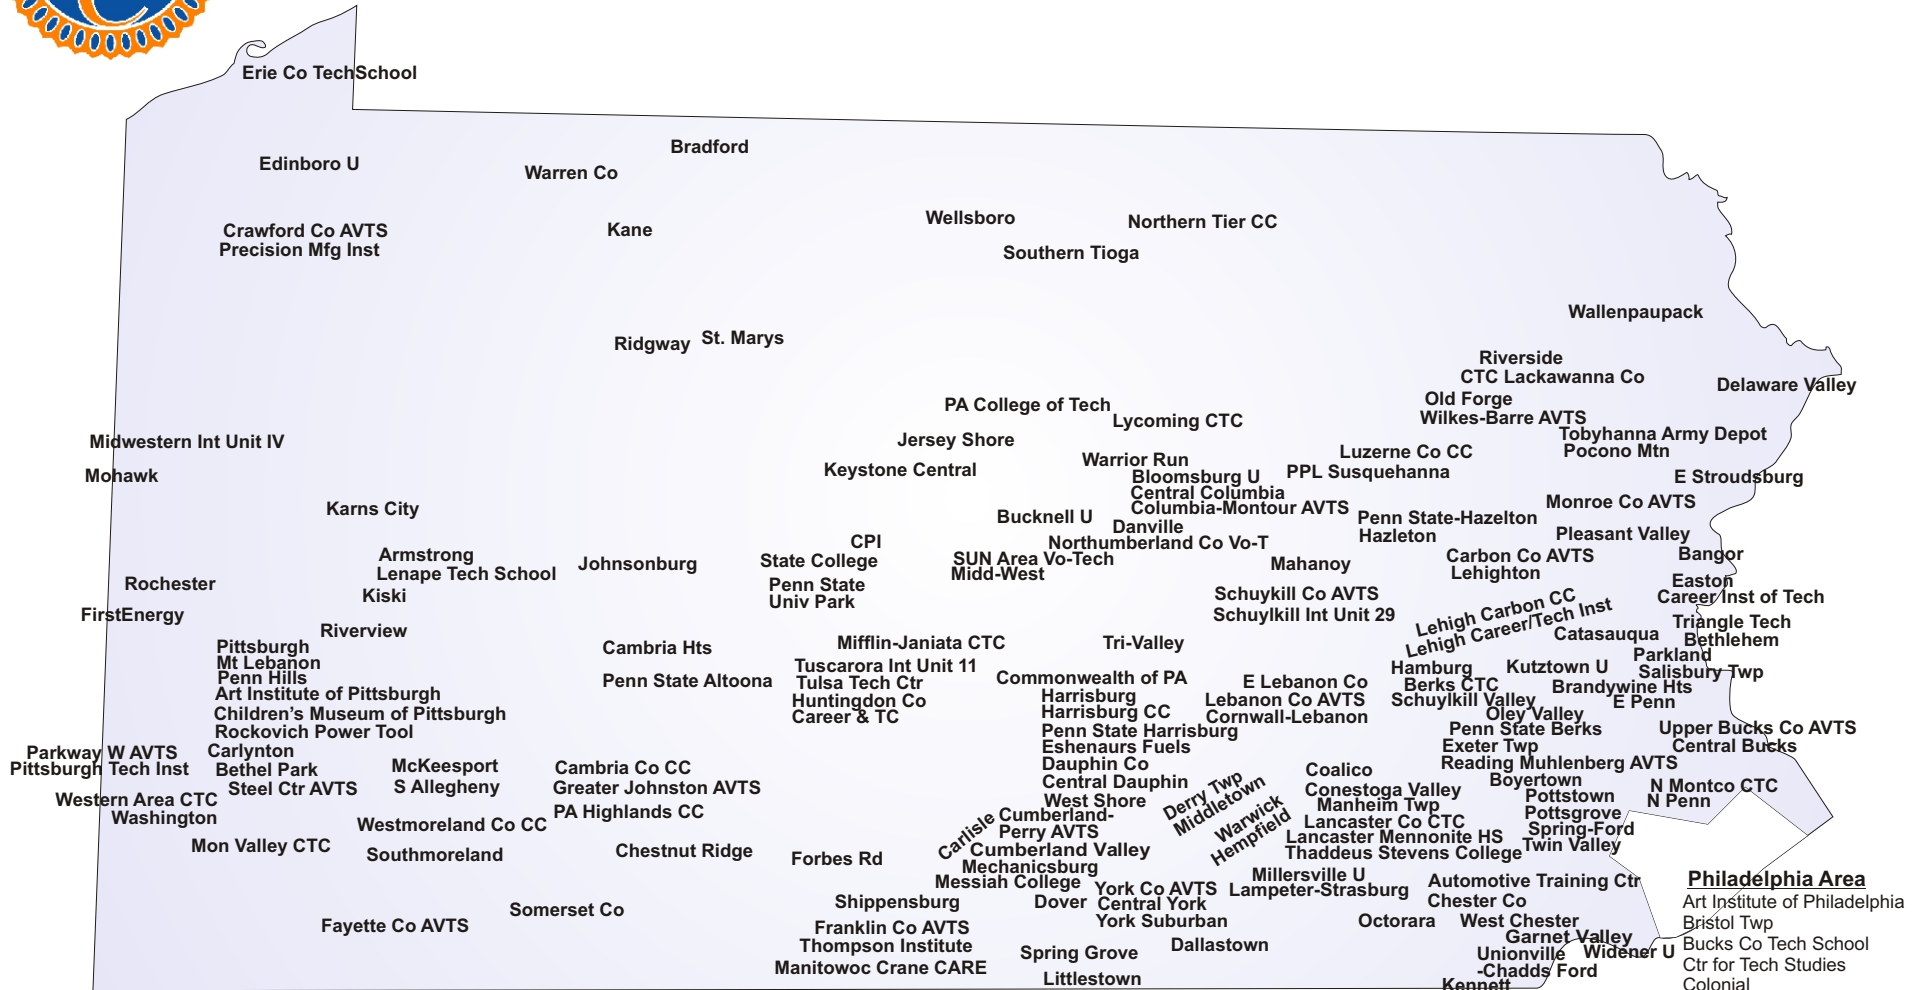 Erie Co TechSchool
Bradford
Edinboro U
Warren Co
Crawford Co AVTS
Precision Mfg Inst
Kane
Wellsboro
Northern Tier CC
Southern Tioga
Wallenpaupack
Ridgway
St. Marys
Riverside
CTC Lackawanna Co
Delaware Valley
Old Forge
Wilkes-Barre AVTS
PA College of Tech
Lycoming CTC
Tobyhanna Army Depot
Pocono Mtn
Midwestern Int Unit IV
Jersey Shore
Luzerne Co CC
Mohawk
Keystone Central
Warrior Run
PPL Susquehanna
E Stroudsburg
Bloomsburg U
Central Columbia
Columbia-Montour AVTS
Monroe Co AVTS
Karns City
Bucknell U
Danville
Penn State-Hazelton
Hazleton
Pleasant Valley
CPI
Northumberland Co Vo-T
Armstrong
Lenape Tech School
Johnsonburg
State College
SUN Area Vo-Tech
Midd-West
Mahanoy
Carbon Co AVTS
Lehighton
Bangor
Rochester
Kiski
Penn State
Univ Park
Schuykill Co AVTS
Schuylkill Int Unit 29
Easton
Career Inst of Tech
FirstEnergy
Riverview
Lehigh Carbon CC
Lehigh Career/Tech Inst
Triangle Tech
Bethlehem
Catasauqua
Pittsburgh
Mt Lebanon
Penn Hills
Art Institute of Pittsburgh
Children’s Museum of Pittsburgh
Rockovich Power Tool
Cambria Hts
Mifflin-Janiata CTC
Tri-Valley
Parkland
Salisbury Twp
Penn State Altoona
Tuscarora Int Unit 11
Tulsa Tech Ctr
Huntingdon Co
Career & TC
Commonwealth of PA
Harrisburg
Harrisburg CC
Penn State Harrisburg
Eshenaurs Fuels
Dauphin Co
Central Dauphin
West Shore
E Lebanon Co
Lebanon Co AVTS
Cornwall-Lebanon
Hamburg
Berks CTC
Schuylkill Valley
Kutztown U
Brandywine Hts
E Penn
Oley Valley
Penn State Berks
Exeter Twp
Reading Muhlenberg AVTS
Upper Bucks Co AVTS
Central Bucks
Parkway W AVTS
Pittsburgh Tech Inst
Carlynton
Bethel Park
Steel Ctr AVTS
McKeesport
S Allegheny
Cambria Co CC
Greater Johnston AVTS
PA Highlands CC
Western Area CTC
Washington
Mon Valley CTC
Westmoreland Co CC
Southmoreland
Chestnut Ridge
Forbes Rd
Carlisle
Cumberland-
Perry AVTS
Cumberland Valley
Mechanicsburg
Messiah College
Derry Twp
Middletown
Warwick
Hempfield
Coalico
Conestoga Valley
Manheim Twp
Lancaster Co CTC
Lancaster Mennonite HS
Thaddeus Stevens College
Boyertown
Pottstown
Pottsgrove
Spring-Ford
Twin Valley
N Montco CTC
N Penn
Millersville U
Lampeter-Strasburg
Automotive Training Ctr
Chester Co
Shippensburg
Dover
York Co AVTS
Central York
York Suburban
Octorara
West Chester
Garnet Valley
Widener U
Unionville
-Chadds Ford
Kennett
Fayette Co AVTS
Somerset Co
Franklin Co AVTS
Thompson Institute
Manitowoc Crane CARE
Spring Grove
Littlestown
Dallastown
Philadelphia Area
Art Institute of Philadelphia
Bristol Twp
Bucks Co Tech School
Ctr for Tech Studies
Colonial